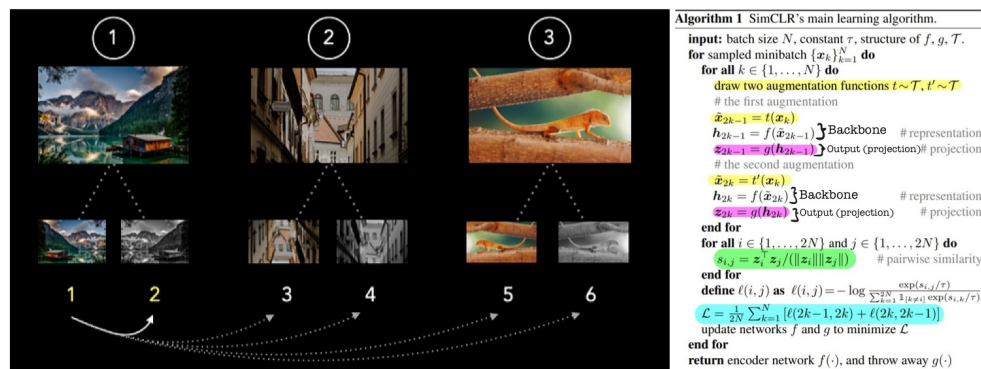 1 2 3
1 2 3 4 5 6
Algorithm 1 SimCLR's main learning algorithm.
input: batch size N, constant τ, structure of f, g, 𝒯.
for sampled minibatch {x_k}_{k=1}^N do
for all k ∈ {1, …, N} do
draw two augmentation functions t ∼ 𝒯, t′ ∼ 𝒯
# the first augmentation
x̃_{2k−1} = t(x_k)
h_{2k−1} = f(x̃_{2k−1}) } Backbone # representation
z_{2k−1} = g(h_{2k−1}) } Output (projection) # projection
# the second augmentation
x̃_{2k} = t′(x_k)
h_{2k} = f(x̃_{2k}) } Backbone # representation
z_{2k} = g(h_{2k}) } Output (projection) # projection
end for
for all i ∈ {1, …, 2N} and j ∈ {1, …, 2N} do
s_{i,j} = z_i^⊤ z_j / (‖z_i‖‖z_j‖) # pairwise similarity
end for
define ℓ(i, j) as ℓ(i, j) = − log exp(s_{i,j}/τ) / ∑_{k=1}^{2N} 𝟙_{[k≠i]} exp(s_{i,k}/τ)
ℒ = 1/2N ∑_{k=1}^N [ℓ(2k−1, 2k) + ℓ(2k, 2k−1)]
update networks f and g to minimize ℒ
end for
return encoder network f(·), and throw away g(·)